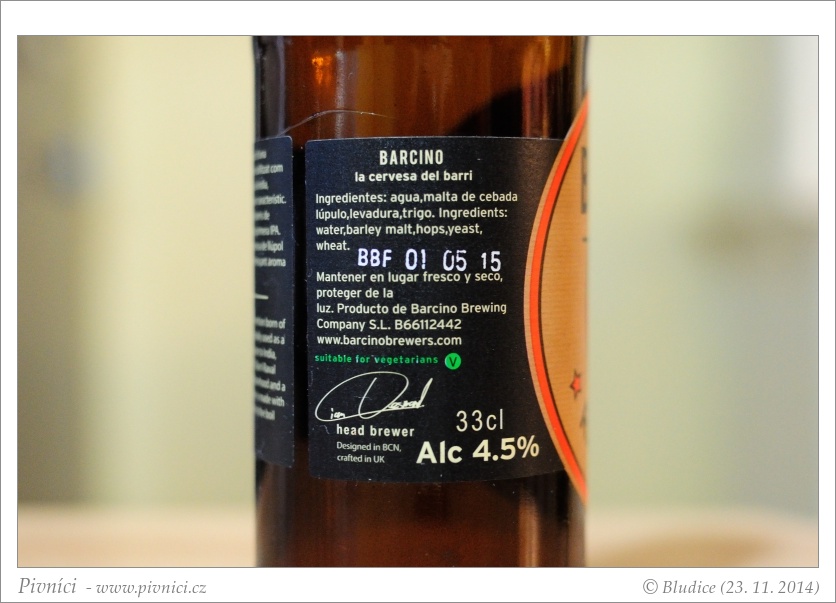 BARCINO
la cervesa del barri
Ingredientes: agua,malta de cebada
lúpulo,levadura,trigo. Ingredients:
water,barley malt,hops,yeast,
wheat.
BBF 01 05 15
Mantener en lugar fresco y seco,
proteger de la
luz. Producto de Barcino Brewing
Company S.L. B66112442
www.barcinobrewers.com
suitable for vegetarians V
head brewer
Designed in BCN,
crafted in UK
33cl
Alc 4.5%
Pivníci - www.pivnici.cz
© Bludice (23. 11. 2014)